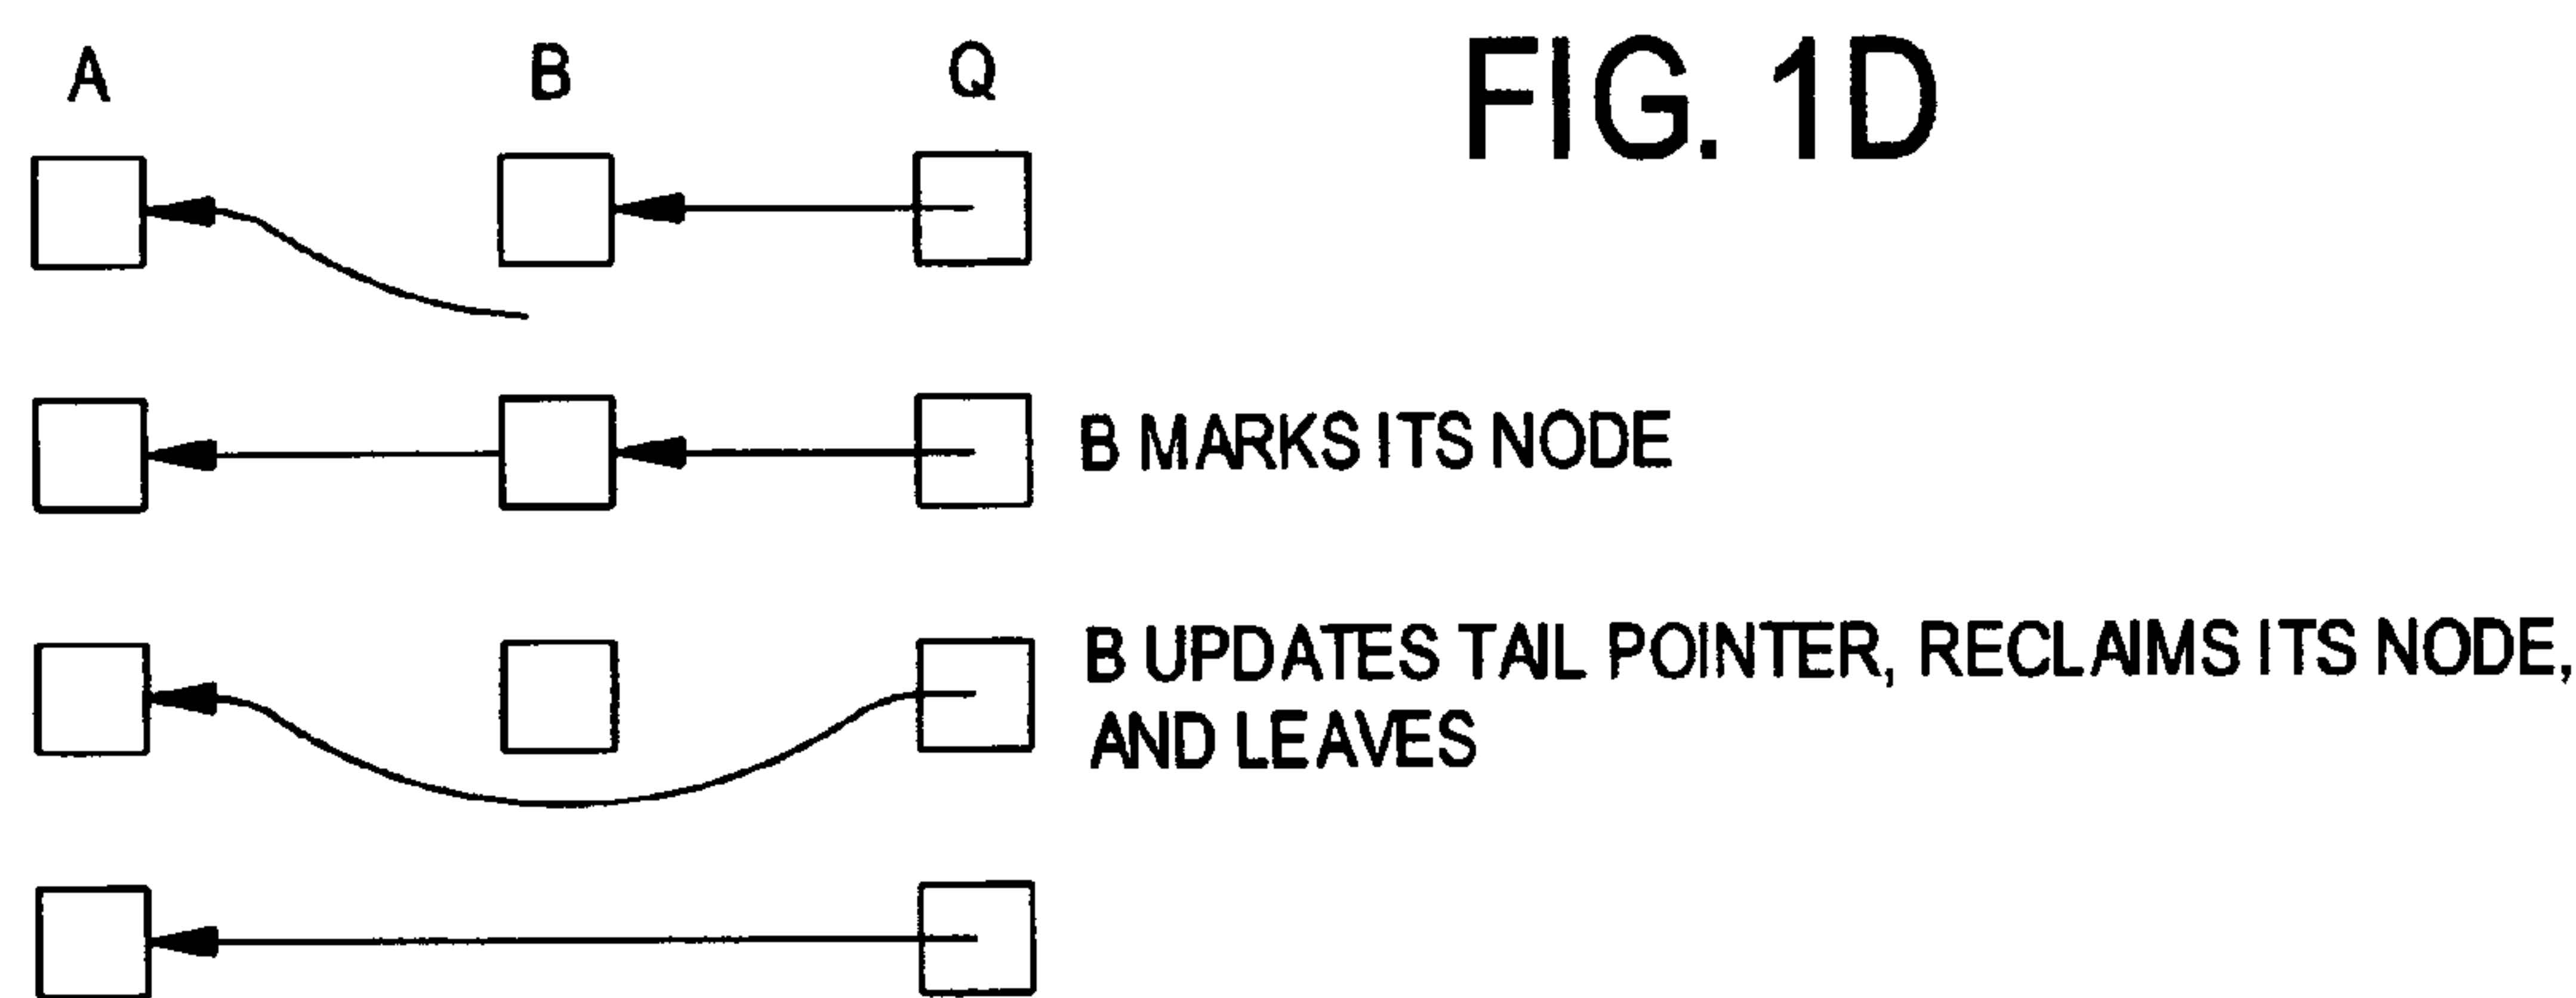 A B Q
FIG. 1D
B MARKS ITS NODE
B UPDATES TAIL POINTER, RECLAIMS ITS NODE,
AND LEAVES